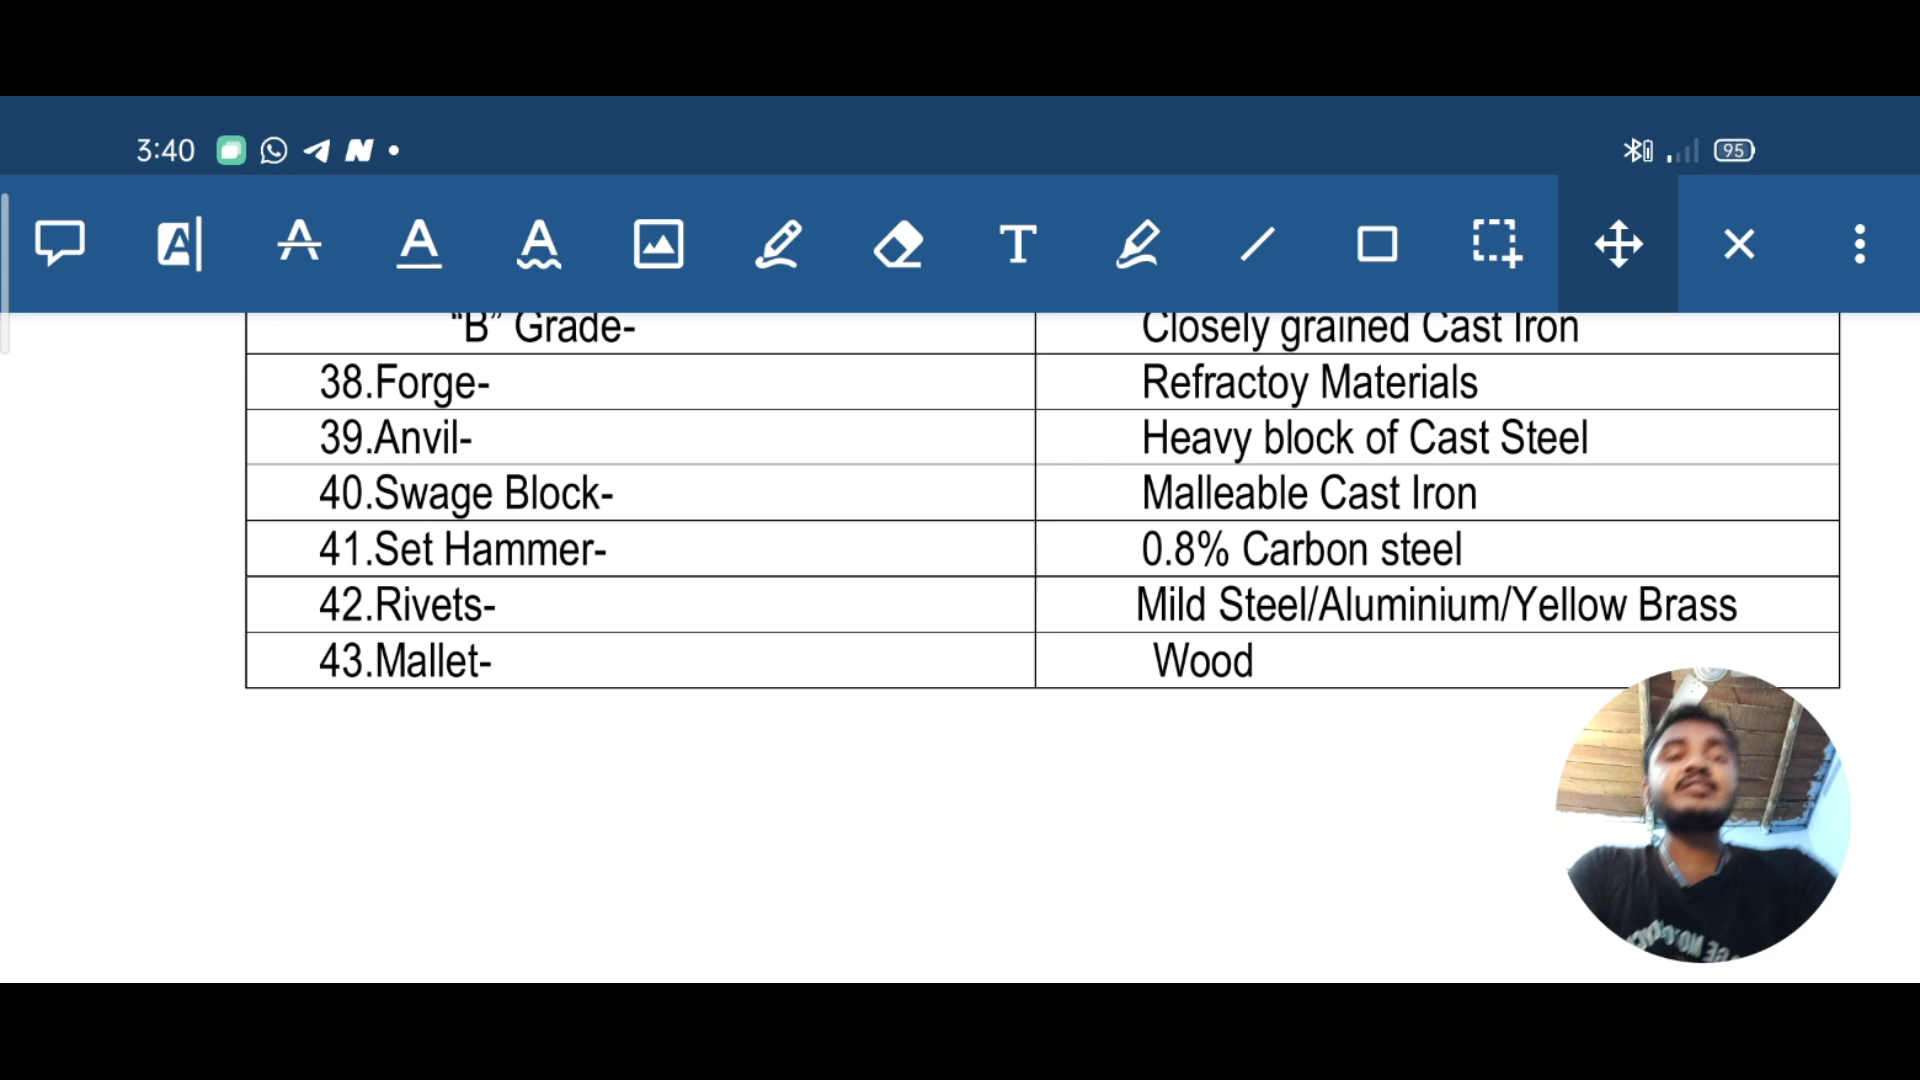 3:40
95
T
"B" Grade- Closely grained Cast Iron
38.Forge- Refractoy Materials
39.Anvil- Heavy block of Cast Steel
40.Swage Block- Malleable Cast Iron
41.Set Hammer- 0.8% Carbon steel
42.Rivets- Mild Steel/Aluminium/Yellow Brass
43.Mallet- Wood